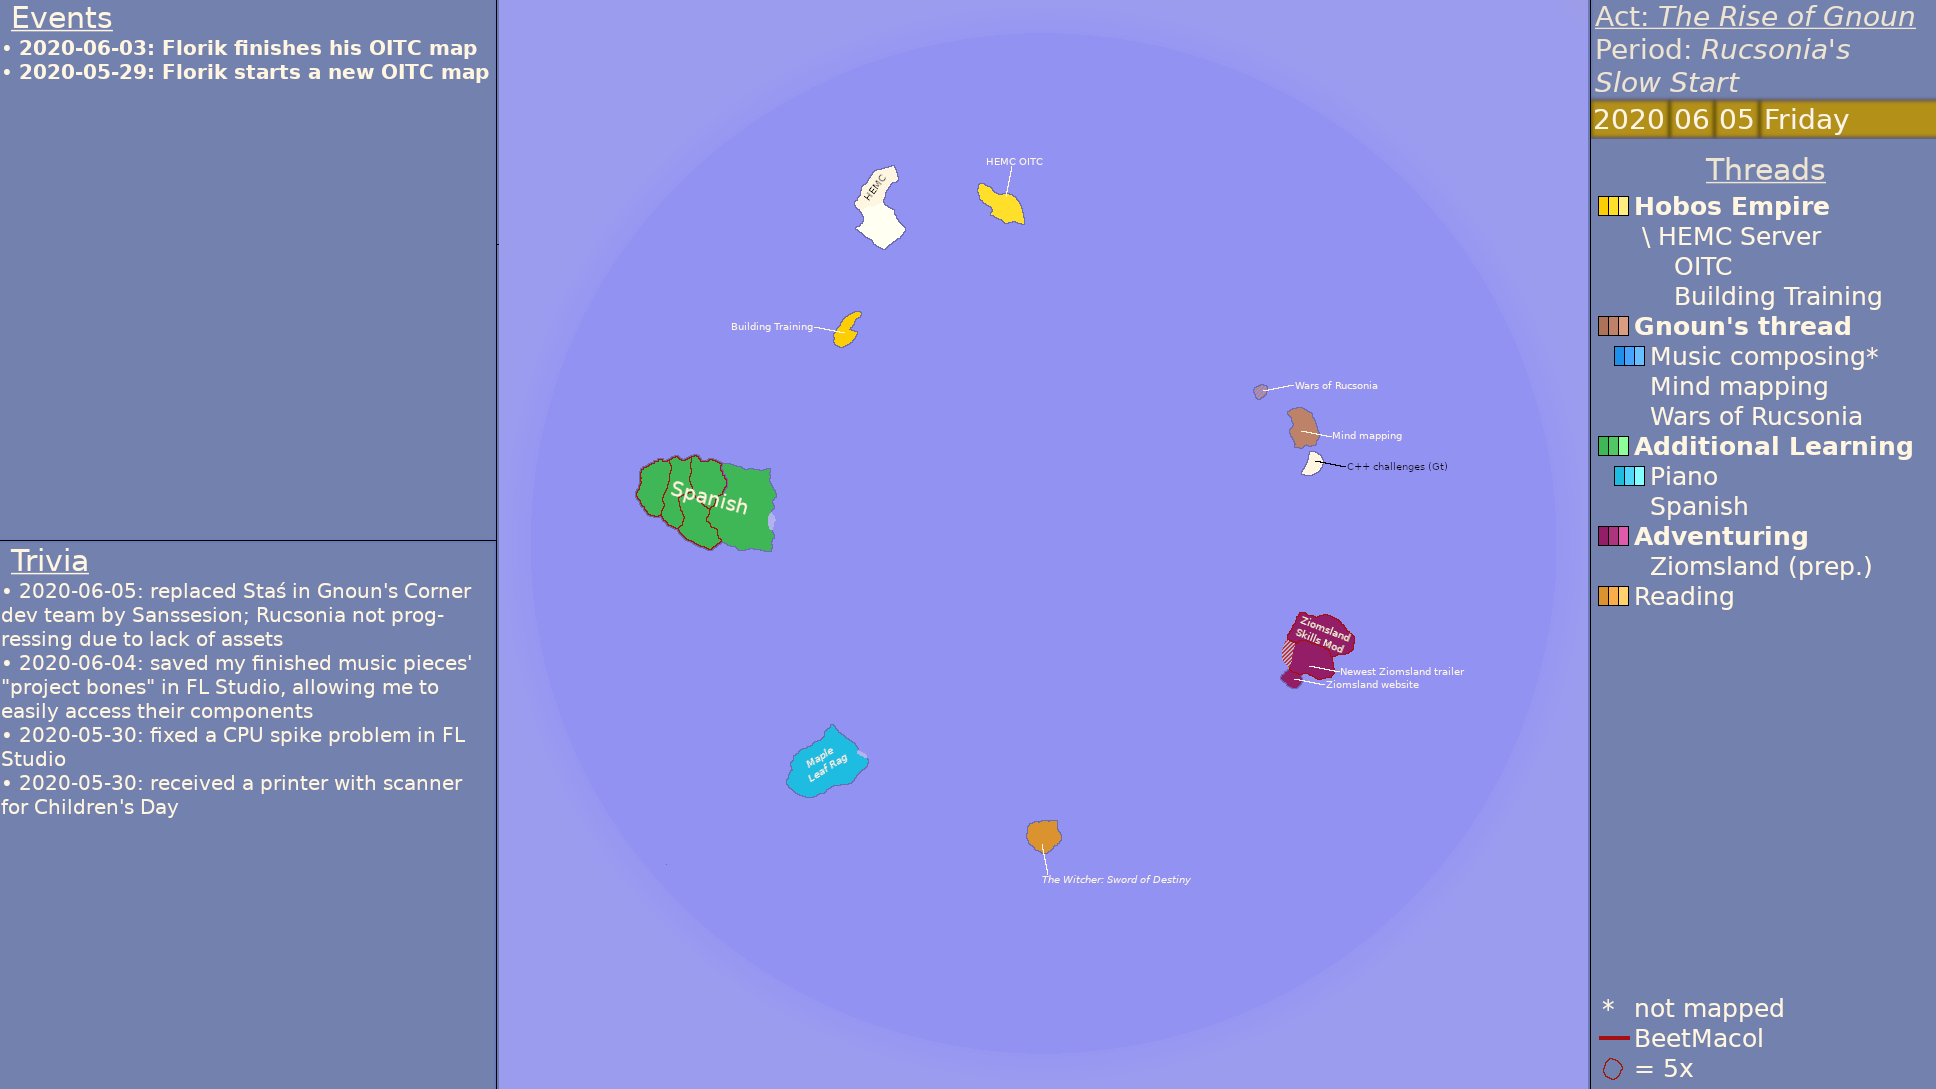 Events
• 2020-06-03: Florik finishes his OITC map
• 2020-05-29: Florik starts a new OITC map
Trivia
• 2020-06-05: replaced Staś in Gnoun's Corner
dev team by Sanssesion; Rucsonia not prog-
ressing due to lack of assets
• 2020-06-04: saved my finished music pieces'
"project bones" in FL Studio, allowing me to
easily access their components
• 2020-05-30: fixed a CPU spike problem in FL
Studio
• 2020-05-30: received a printer with scanner
for Children's Day
HEMC
HEMC OITC
Building Training
Wars of Rucsonia
Mind mapping
C++ challenges (Gt)
Spanish
Ziomsland
Skills Mod
Newest Ziomsland trailer
Ziomsland website
Maple
Leaf Rag
The Witcher: Sword of Destiny
Act: The Rise of Gnoun
Period: Rucsonia's
Slow Start
2020 06 05 Friday
Threads
Hobos Empire
\ HEMC Server
OITC
Building Training
Gnoun's thread
Music composing*
Mind mapping
Wars of Rucsonia
Additional Learning
Piano
Spanish
Adventuring
Ziomsland (prep.)
Reading
* not mapped
BeetMacol
= 5x